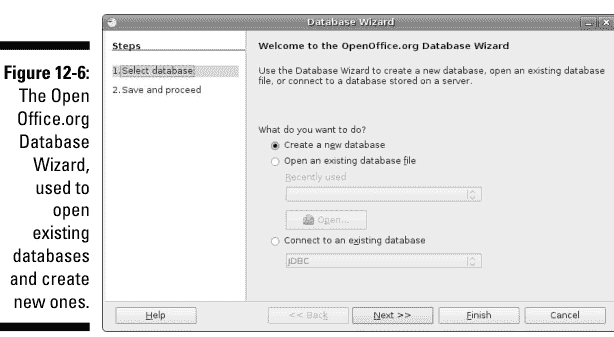 Figure 12-6:
The Open
Office.org
Database
Wizard,
used to
open
existing
databases
and create
new ones.
Database Wizard
Steps
1. Select database:
2. Save and proceed
Welcome to the OpenOffice.org Database Wizard
Use the Database Wizard to create a new database, open an existing database
file, or connect to a database stored on a server.
What do you want to do?
Create a new database
Open an existing database file
Recently used
Open...
Connect to an existing database
JDBC
Help
<< Back
Next >>
Finish
Cancel